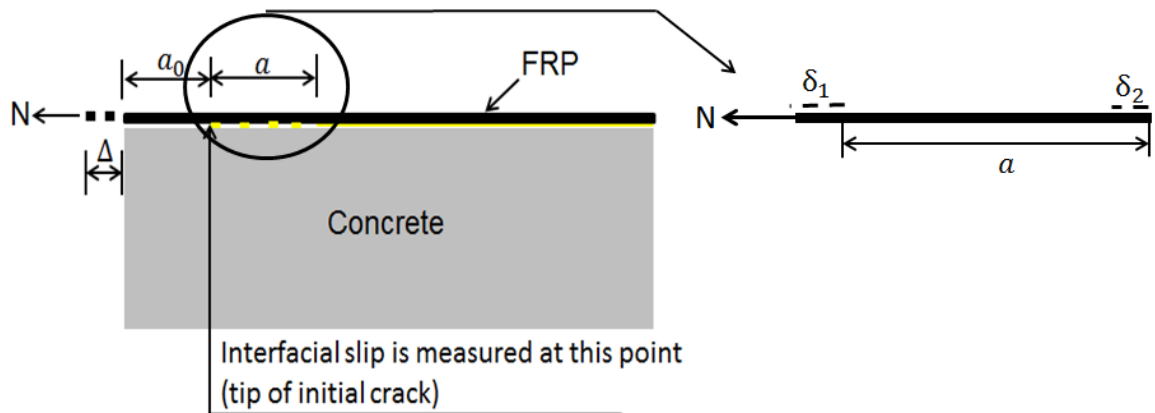 a₀
a
FRP
N
Δ
Concrete
Interfacial slip is measured at this point
(tip of initial crack)
δ₁
δ₂
N
a